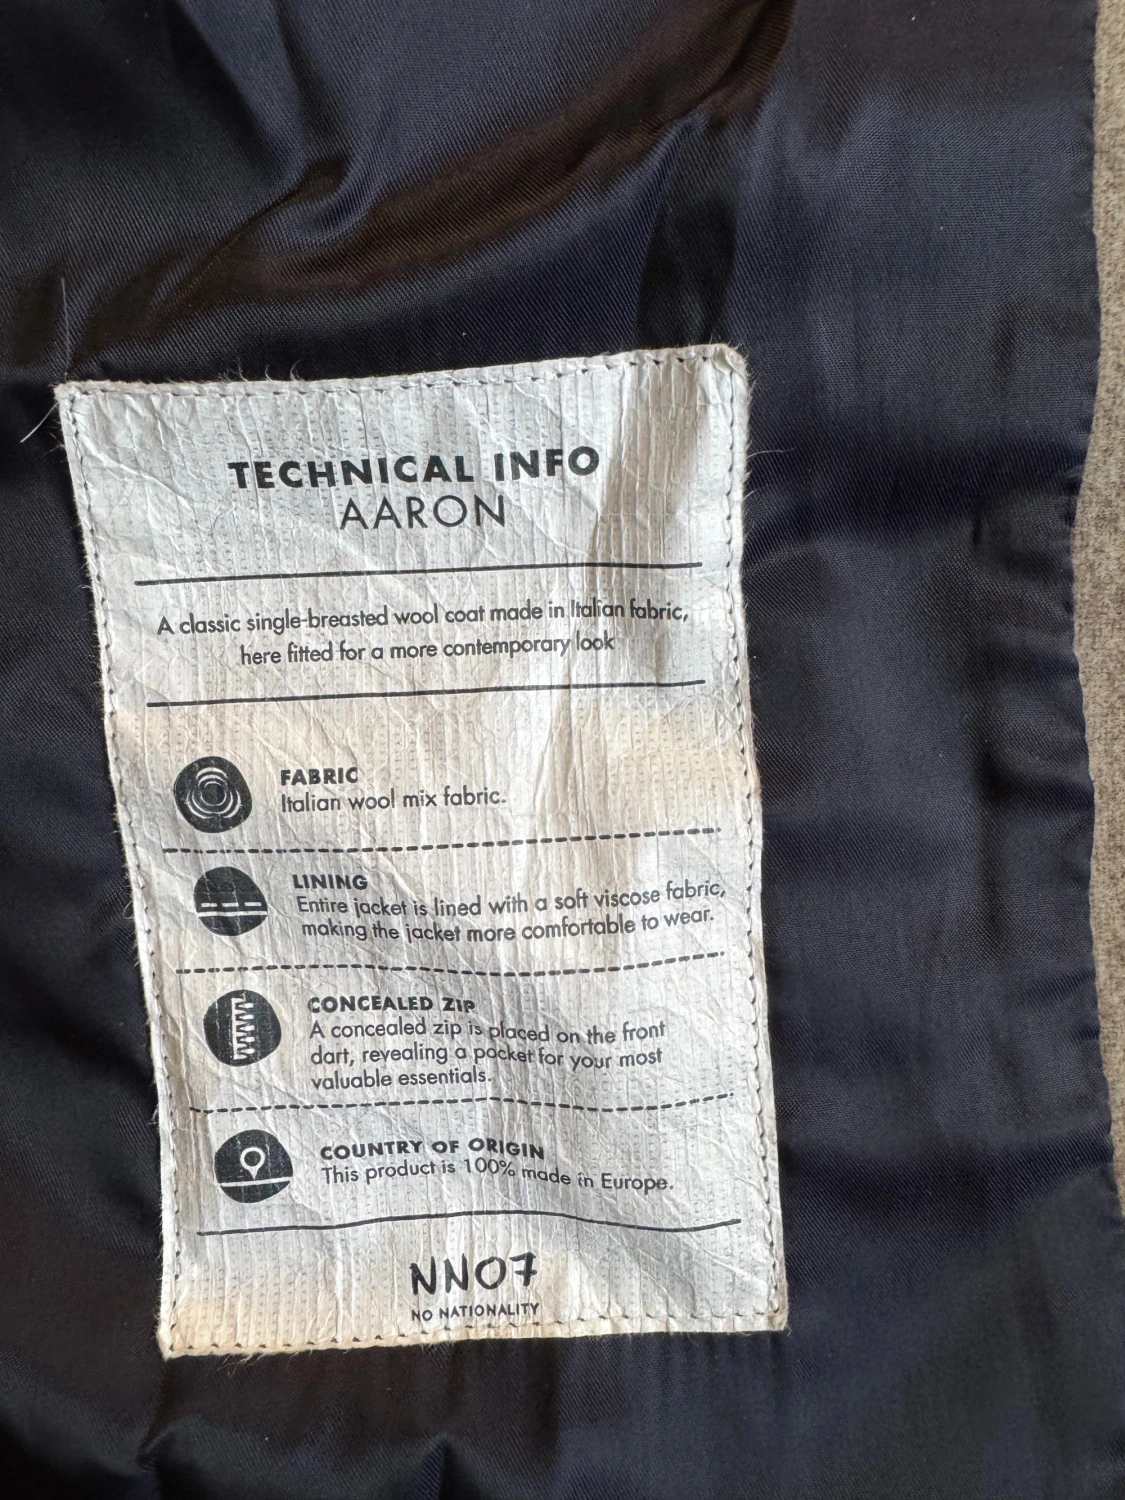 TECHNICAL INFO
AARON
A classic single-breasted wool coat made in Italian fabric,
here fitted for a more contemporary look
FABRIC
Italian wool mix fabric.
LINING
Entire jacket is lined with a soft viscose fabric,
making the jacket more comfortable to wear.
CONCEALED ZIP
A concealed zip is placed on the front
dart, revealing a pocket for your most
valuable essentials.
COUNTRY OF ORIGIN
This product is 100% made in Europe.
NN07
NO NATIONALITY